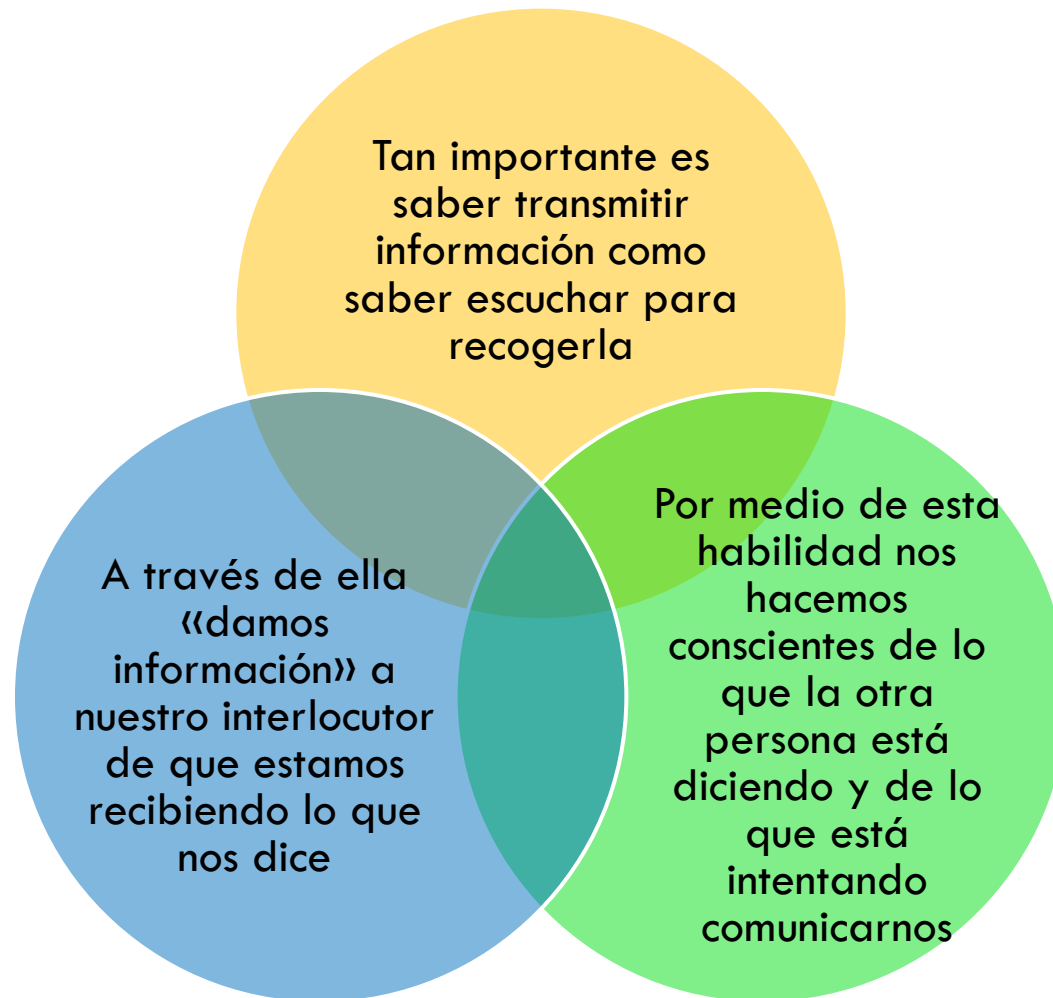 Tan importante es
saber transmitir
información como
saber escuchar para
recogerla
Por medio de esta
habilidad nos
hacemos
conscientes de lo
que la otra
persona está
diciendo y de lo
que está
intentando
comunicarnos
A través de ella
«damos
información» a
nuestro interlocutor
de que estamos
recibiendo lo que
nos dice